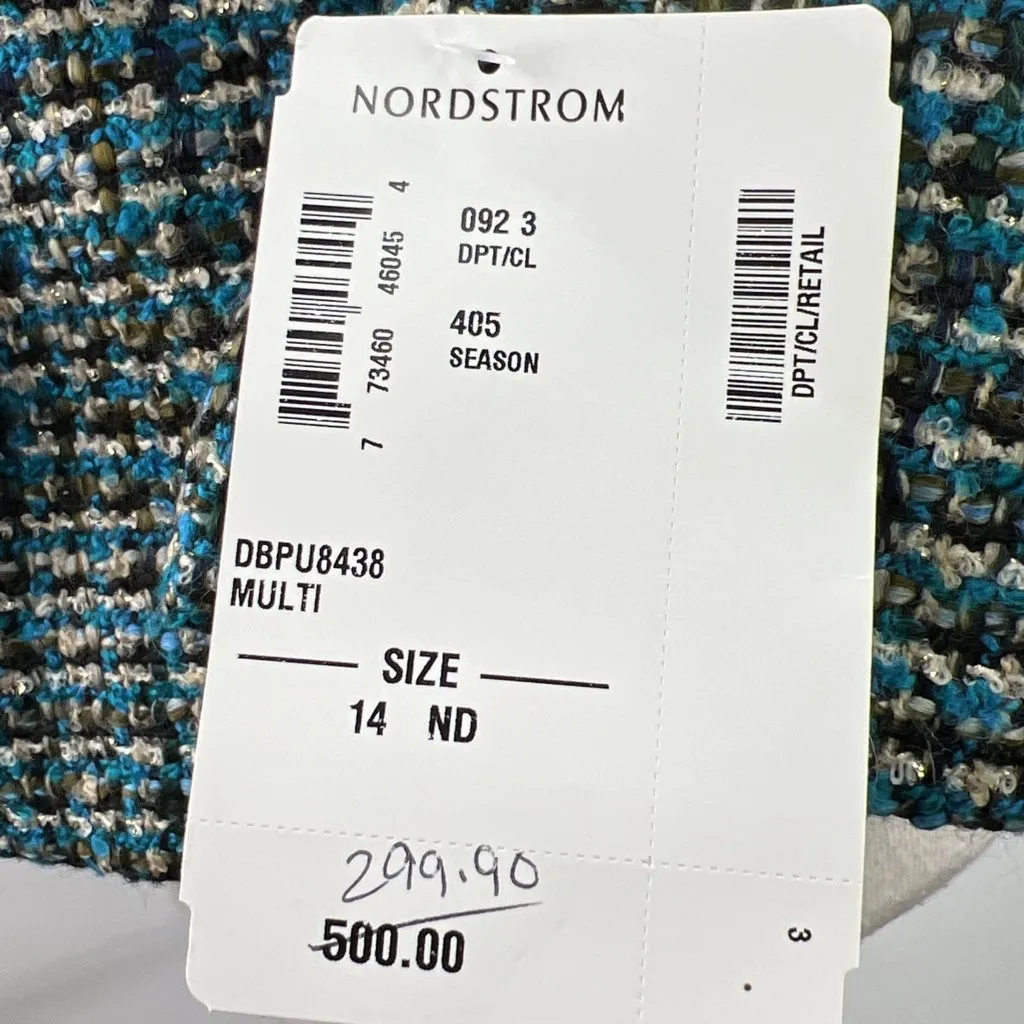 NORDSTROM
7 73460 46045 4
092 3
DPT/CL
405
SEASON
DPT/CL/RETAIL
DBPU8438
MULTI
SIZE
14 ND
299.90
500.00
3